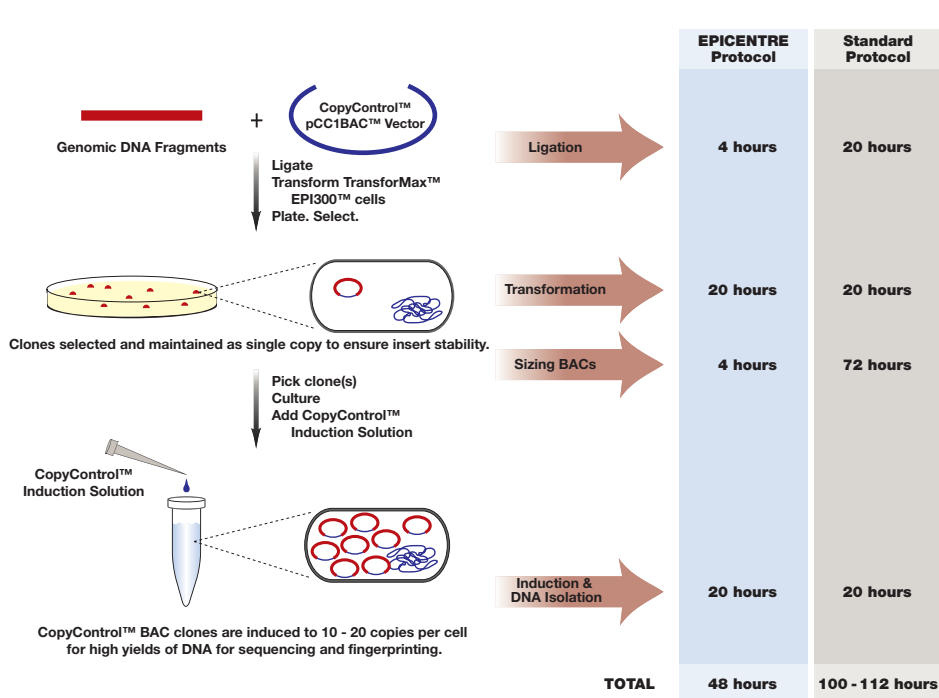 EPICENTRE
Protocol
Standard
Protocol
CopyControl™
pCC1BAC™ Vector
+
Genomic DNA Fragments
Ligation
4 hours
20 hours
Ligate
Transform TransforMax™
EPI300™ cells
Plate. Select.
Transformation
20 hours
20 hours
Clones selected and maintained as single copy to ensure insert stability.
Sizing BACs
4 hours
72 hours
Pick clone(s)
Culture
Add CopyControl™
Induction Solution
CopyControl™
Induction Solution
Induction &
DNA Isolation
20 hours
20 hours
CopyControl™ BAC clones are induced to 10 - 20 copies per cell
for high yields of DNA for sequencing and fingerprinting.
TOTAL
48 hours
100 - 112 hours